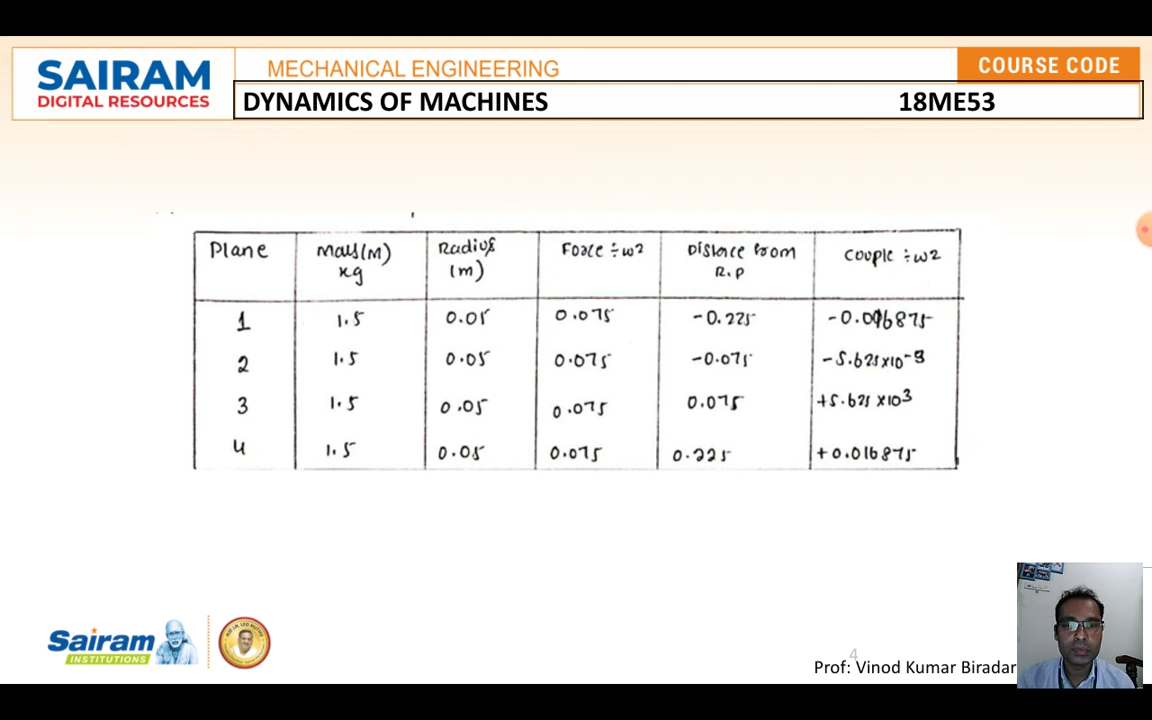 SAIRAM
DIGITAL RESOURCES
MECHANICAL ENGINEERING
COURSE CODE
DYNAMICS OF MACHINES 18ME53
Plane Mass(M) kg Radius (m) Force ÷ω2 Distance from R.P Couple ÷ω2
1 1.5 0.05 0.075 -0.225 -0.016875
2 1.5 0.05 0.075 -0.075 -5.625×10-3
3 1.5 0.05 0.075 0.075 +5.625 ×103
4 1.5 0.05 0.075 0.225 +0.016875
Sairam
INSTITUTIONS
4
Prof: Vinod Kumar Biradar